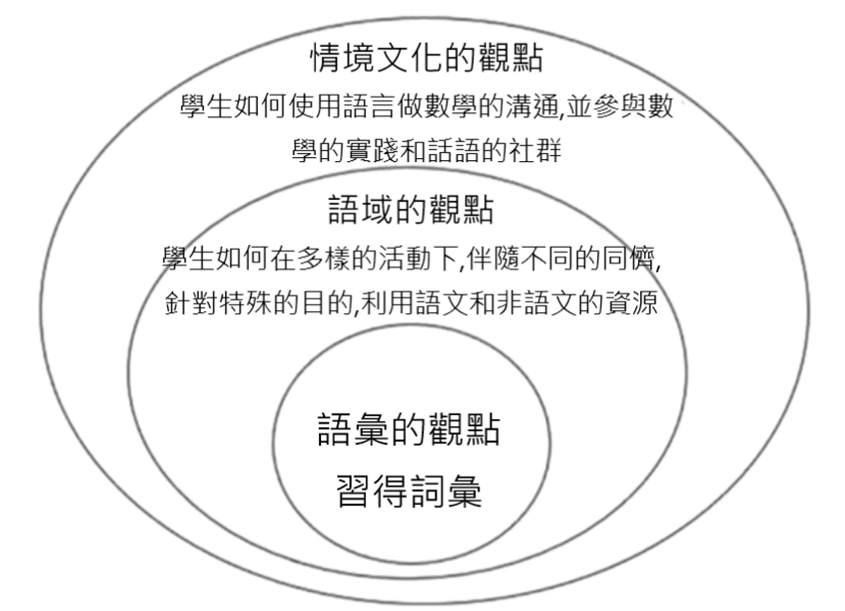 情境文化的觀點
學生如何使用語言做數學的溝通,並參與數
學的實踐和話語的社群
語域的觀點
學生如何在多樣的活動下,伴隨不同的同儕,
針對特殊的目的,利用語文和非語文的資源
語彙的觀點
習得詞彙